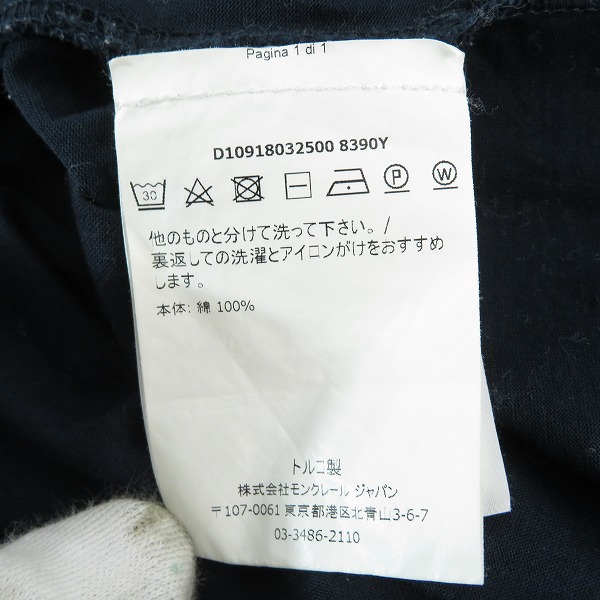 Pagina 1 di 1
D10918032500 8390Y
30 P W
他のものと分けて洗って下さい。/
裏返しての洗濯とアイロンがけをおすすめ
します。
本体: 綿 100%
トルコ製
株式会社モンクレール ジャパン
〒107-0061 東京都港区北青山3-6-7
03-3486-2110